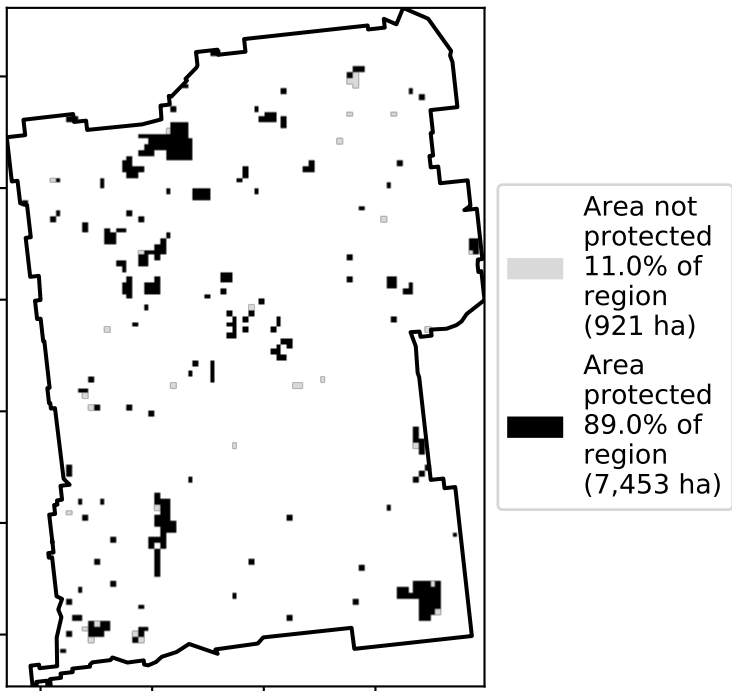 Area not
protected
11.0% of
region
(921 ha)
Area
protected
89.0% of
region
(7,453 ha)